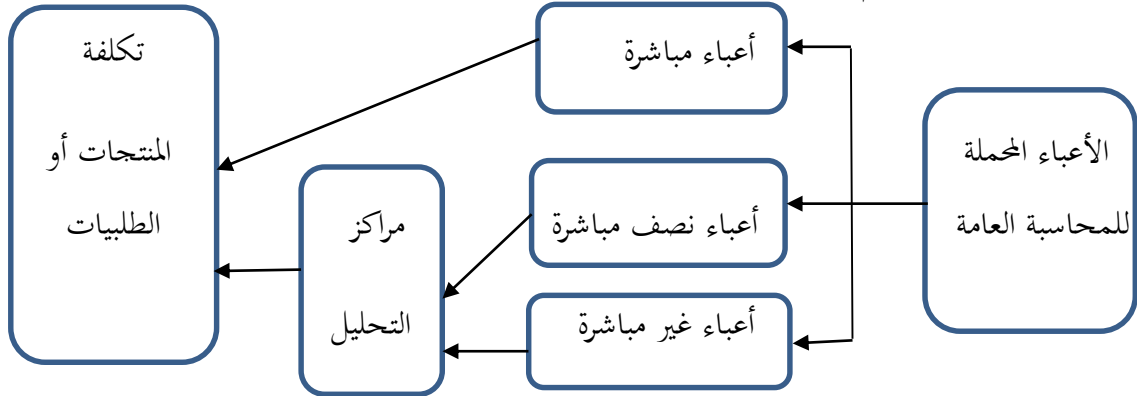 الأعباء المحملة
للمحاسبة العامة
أعباء مباشرة
أعباء نصف مباشرة
أعباء غير مباشرة
مراكز
التحليل
تكلفة
المنتجات أو
الطلبيات